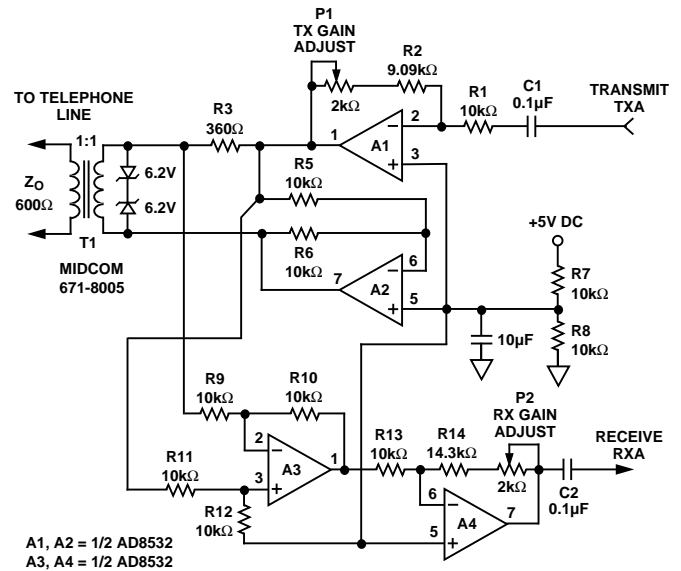 P1
TX GAIN
ADJUST
2kΩ
R2
9.09kΩ
R1
10kΩ
C1
0.1µF
TRANSMIT
TXA
TO TELEPHONE
LINE
1:1
ZO
600Ω
6.2V
6.2V
T1
MIDCOM
671-8005
R3
360Ω
1
2
A1
3
R5
10kΩ
R6
10kΩ
6
7
A2
5
+5V DC
R7
10kΩ
10µF
R8
10kΩ
R9
10kΩ
R10
10kΩ
2
1
A3
3
R11
10kΩ
R12
10kΩ
R13
10kΩ
R14
14.3kΩ
P2
RX GAIN
ADJUST
2kΩ
RECEIVE
RXA
C2
0.1µF
6
7
A4
5
A1, A2 = 1/2 AD8532
A3, A4 = 1/2 AD8532